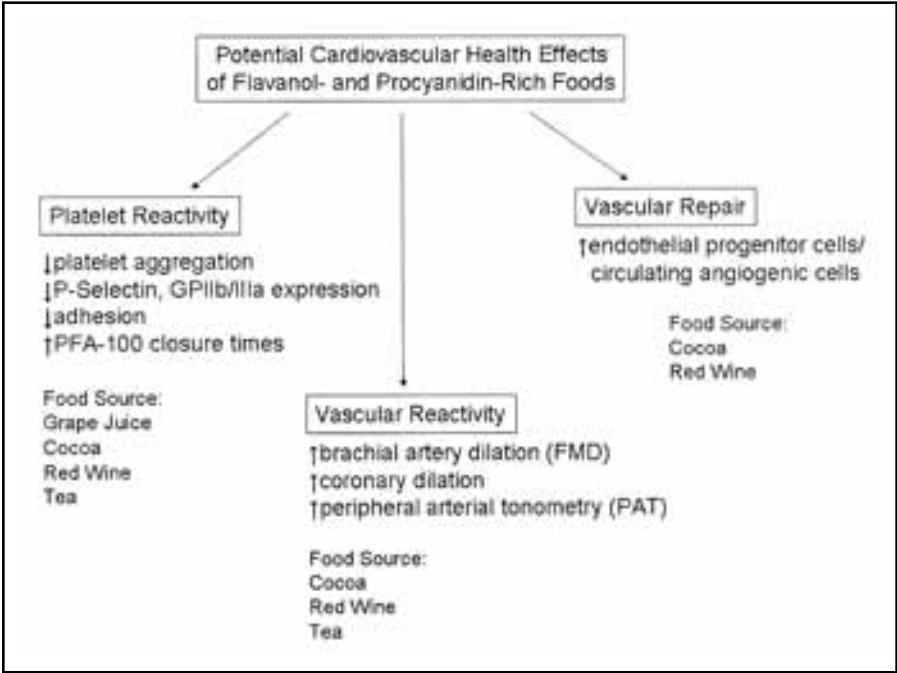 Potential Cardiovascular Health Effects
of Flavanol- and Procyanidin-Rich Foods
Platelet Reactivity
↓platelet aggregation
↓P-Selectin, GPIIb/IIIa expression
↓adhesion
↑PFA-100 closure times
Food Source:
Grape Juice
Cocoa
Red Wine
Tea
Vascular Reactivity
↑brachial artery dilation (FMD)
↑coronary dilation
↑peripheral arterial tonometry (PAT)
Food Source:
Cocoa
Red Wine
Tea
Vascular Repair
↑endothelial progenitor cells/
circulating angiogenic cells
Food Source:
Cocoa
Red Wine